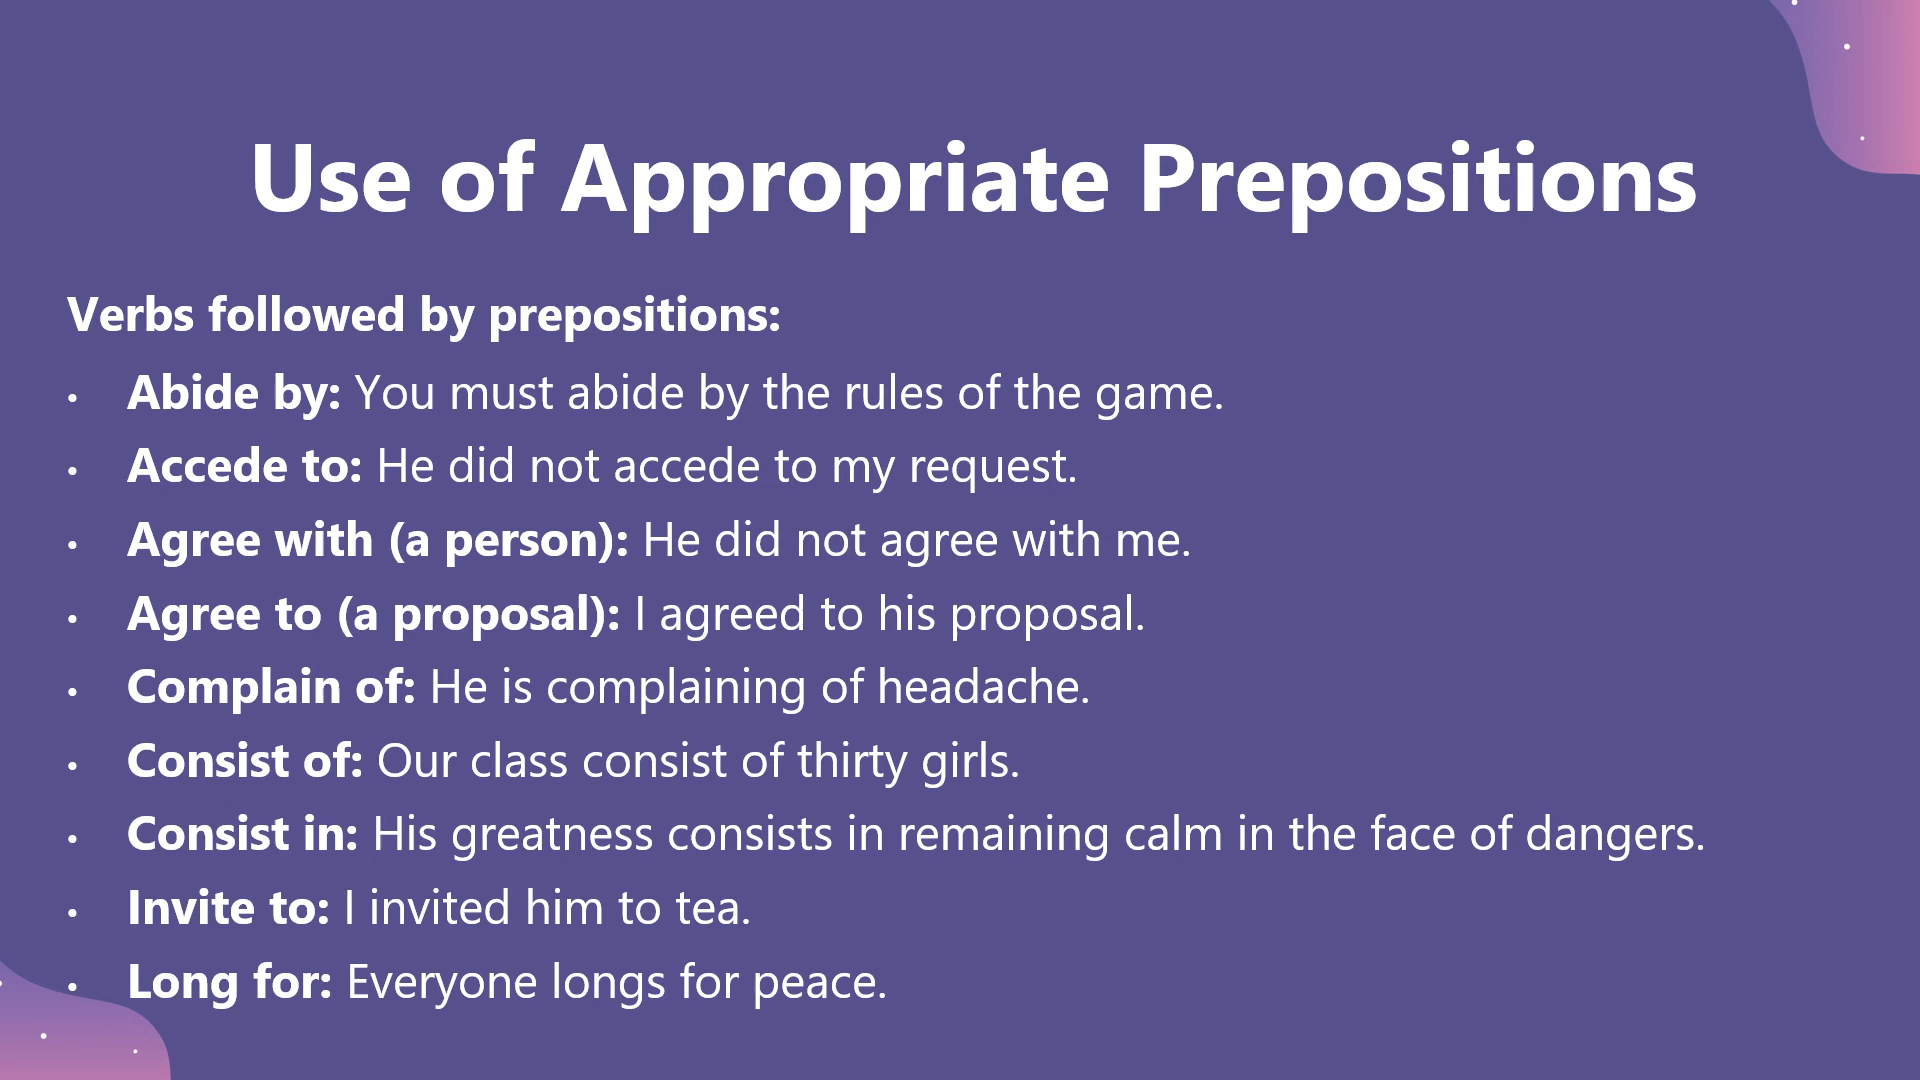 Use of Appropriate Prepositions
Verbs followed by prepositions:
• Abide by: You must abide by the rules of the game.
• Accede to: He did not accede to my request.
• Agree with (a person): He did not agree with me.
• Agree to (a proposal): I agreed to his proposal.
• Complain of: He is complaining of headache.
• Consist of: Our class consist of thirty girls.
• Consist in: His greatness consists in remaining calm in the face of dangers.
• Invite to: I invited him to tea.
• Long for: Everyone longs for peace.